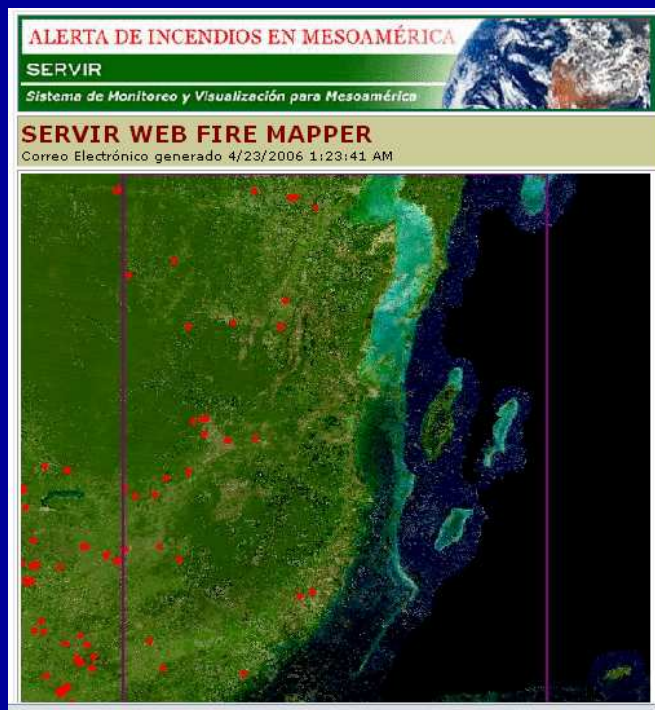 ALERTA DE INCENDIOS EN MESOAMÉRICA
SERVIR
Sistema de Monitoreo y Visualización para Mesoamérica
SERVIR WEB FIRE MAPPER
Correo Electrónico generado 4/23/2006 1:23:41 AM